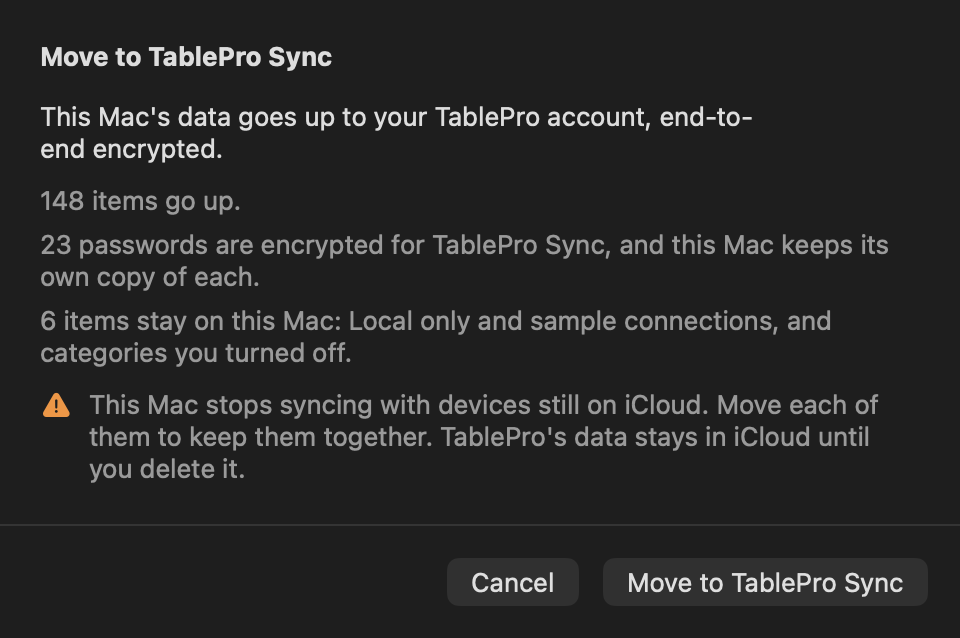 Move to TablePro Sync
This Mac's data goes up to your TablePro account, end-to-
end encrypted.
148 items go up.
23 passwords are encrypted for TablePro Sync, and this Mac keeps its
own copy of each.
6 items stay on this Mac: Local only and sample connections, and
categories you turned off.
This Mac stops syncing with devices still on iCloud. Move each of
them to keep them together. TablePro's data stays in iCloud until
you delete it.
Cancel
Move to TablePro Sync